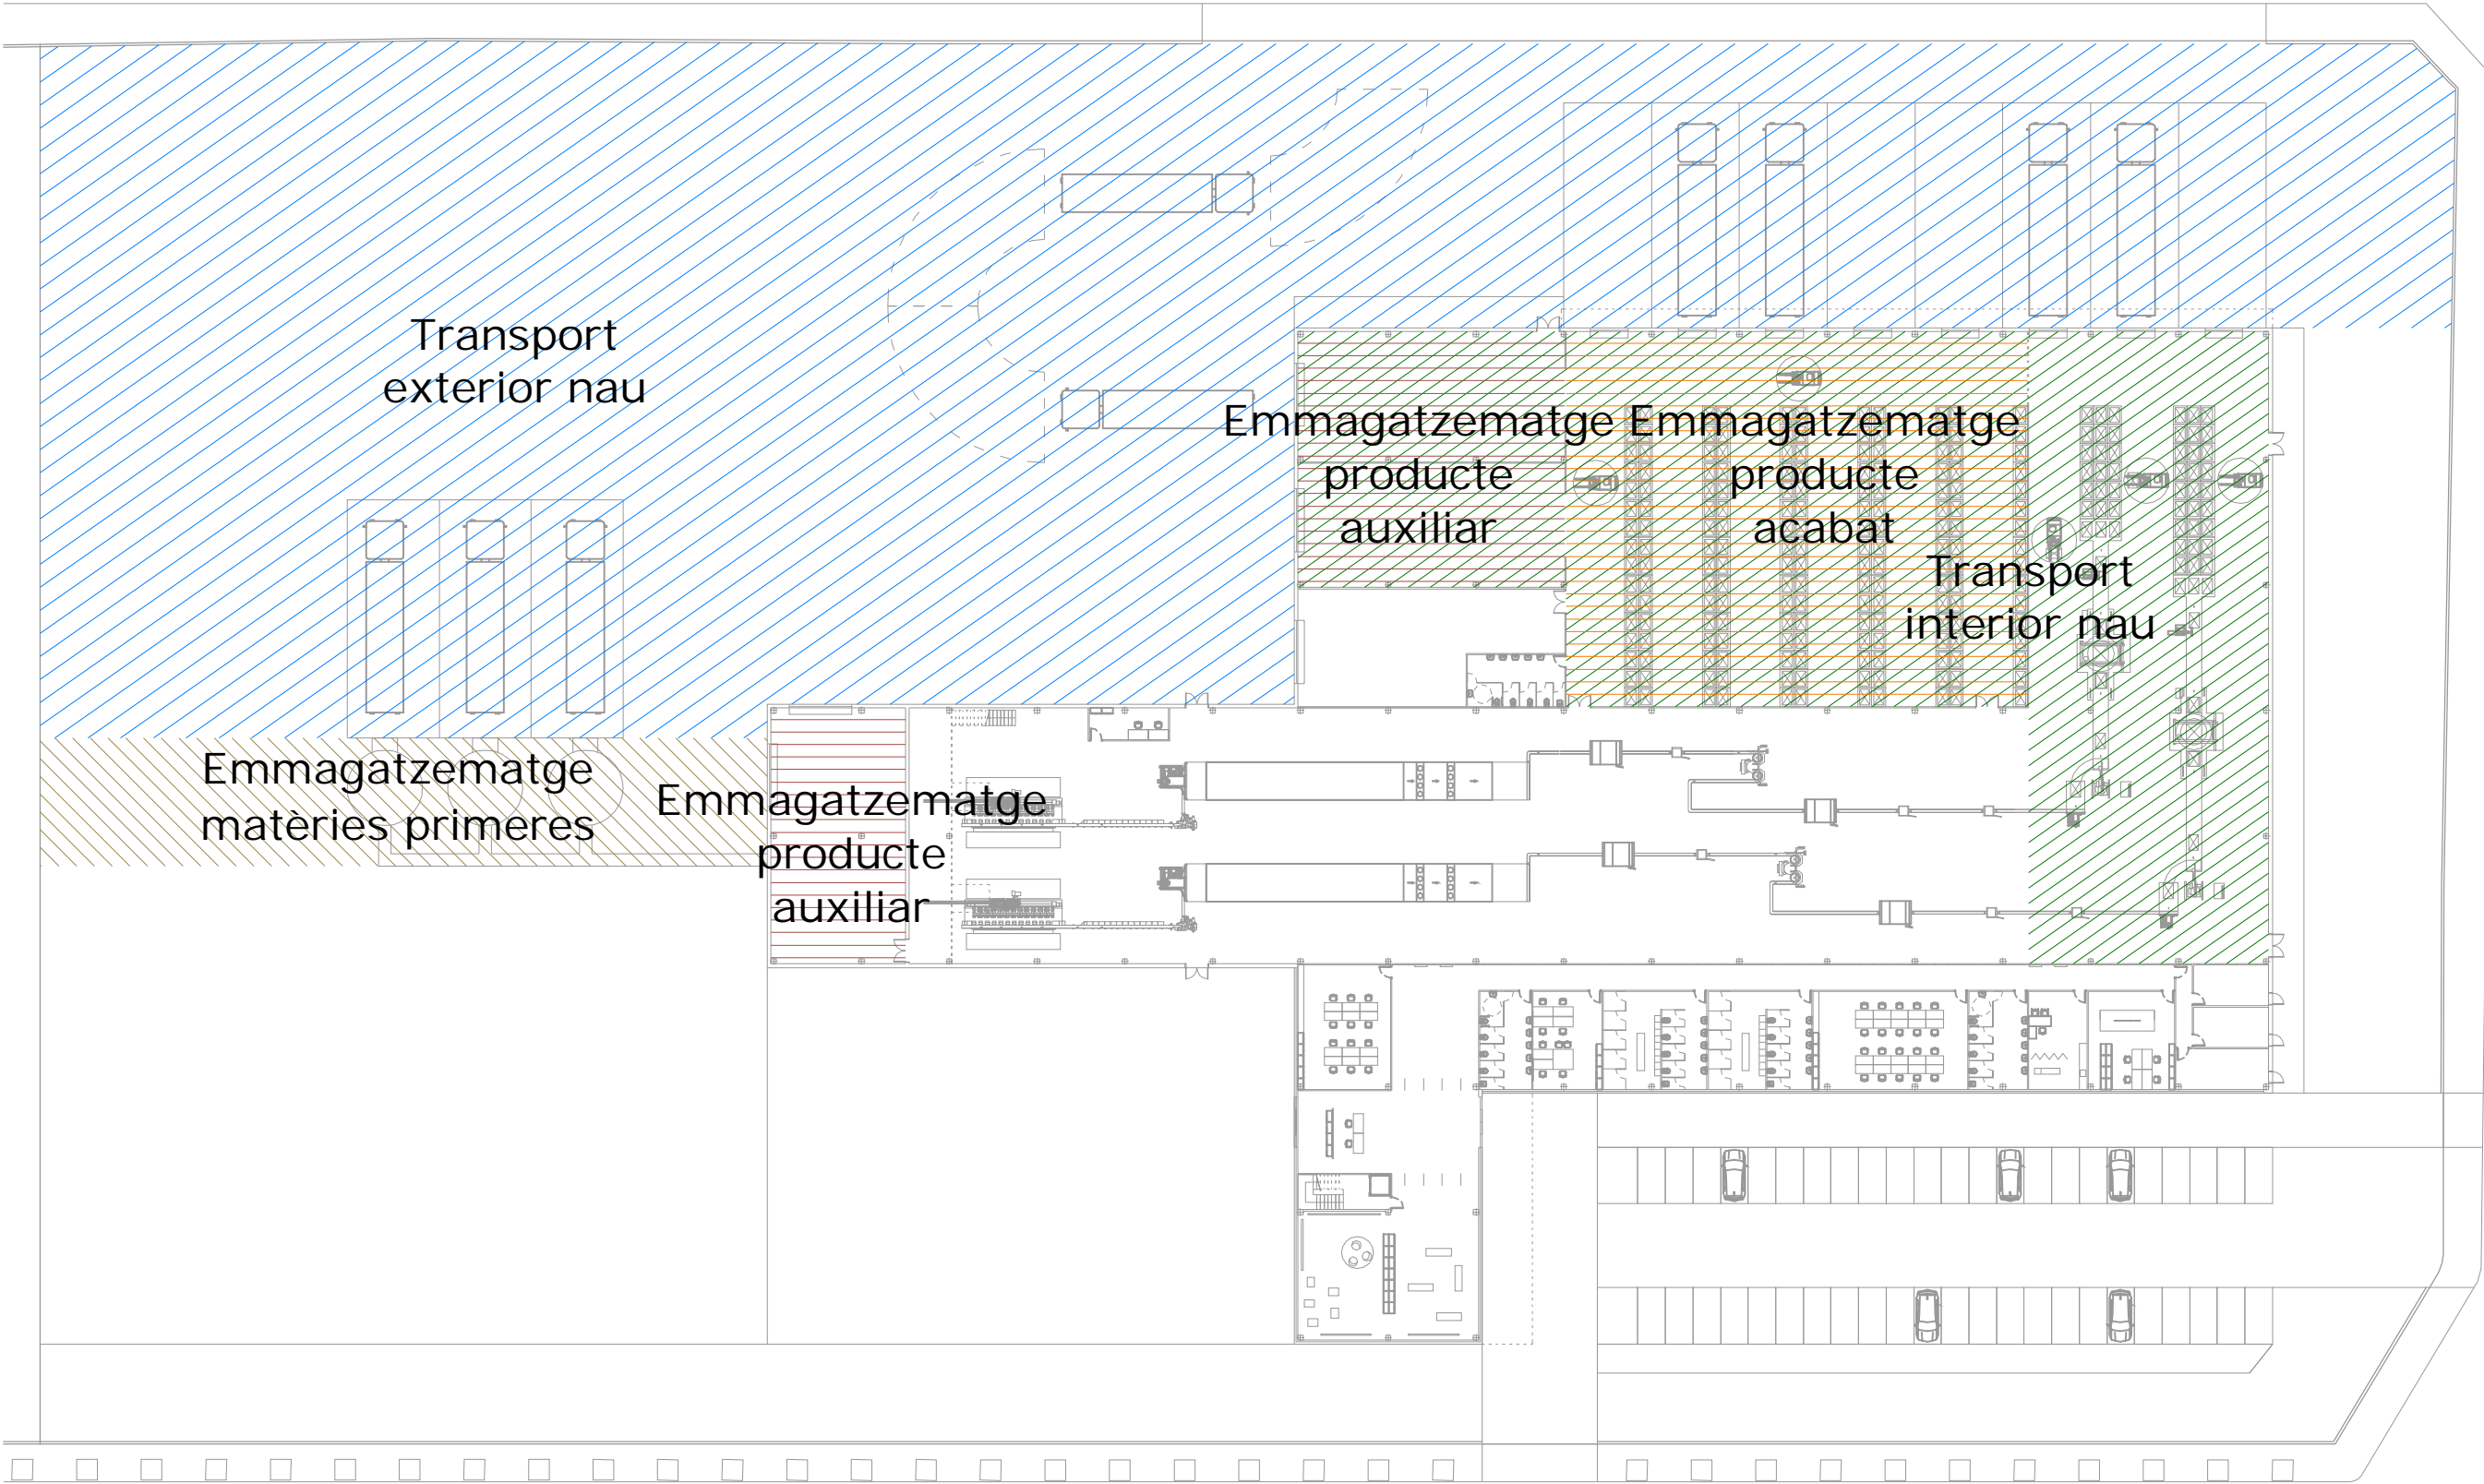 Transport
exterior nau
Emmagatzematge
producte
auxiliar
Emmagatzematge
producte
acabat
Transport
interior nau
Emmagatzematge
matèries primeres
Emmagatzematge
producte
auxiliar